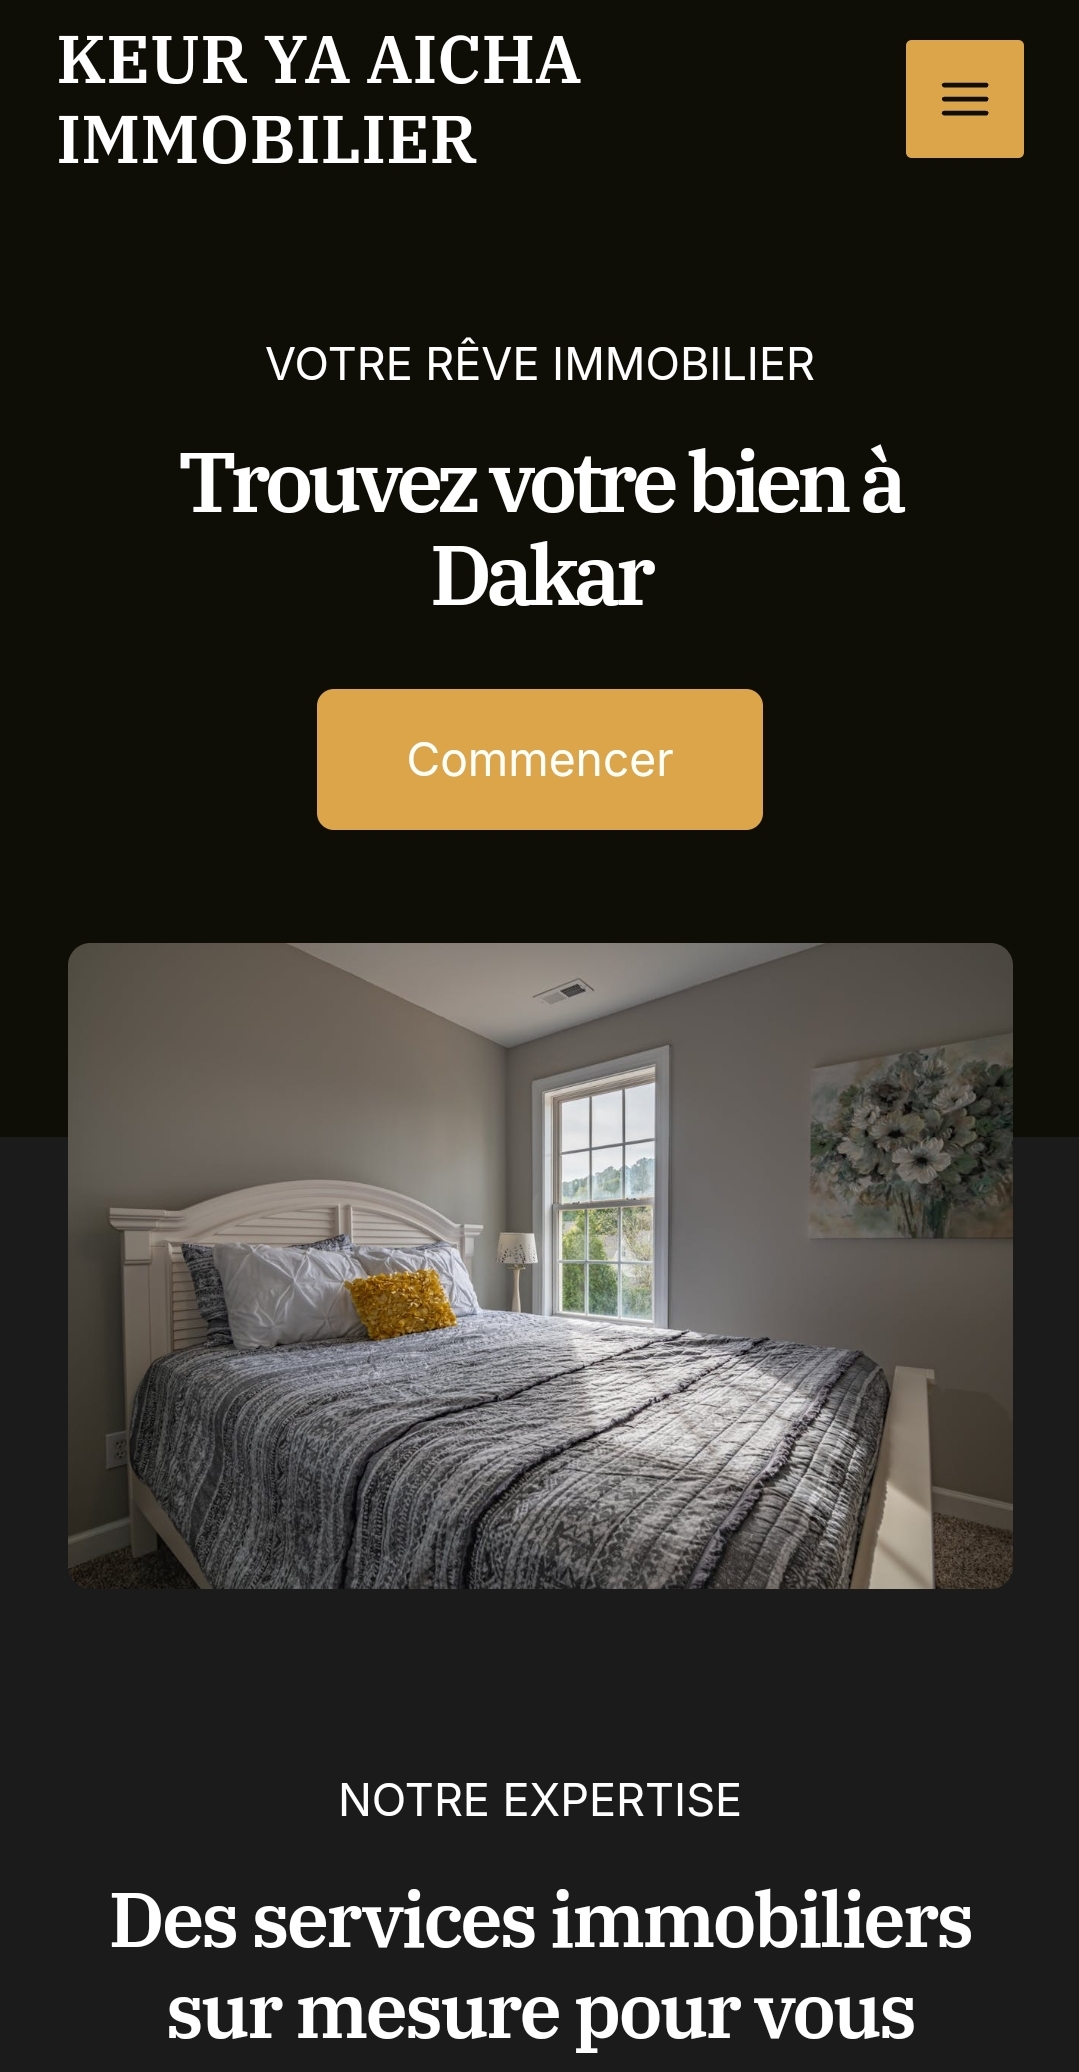 KEUR YA AICHA
IMMOBILIER
VOTRE RÊVE IMMOBILIER
Trouvez votre bien à
Dakar
Commencer
NOTRE EXPERTISE
Des services immobiliers
sur mesure pour vous